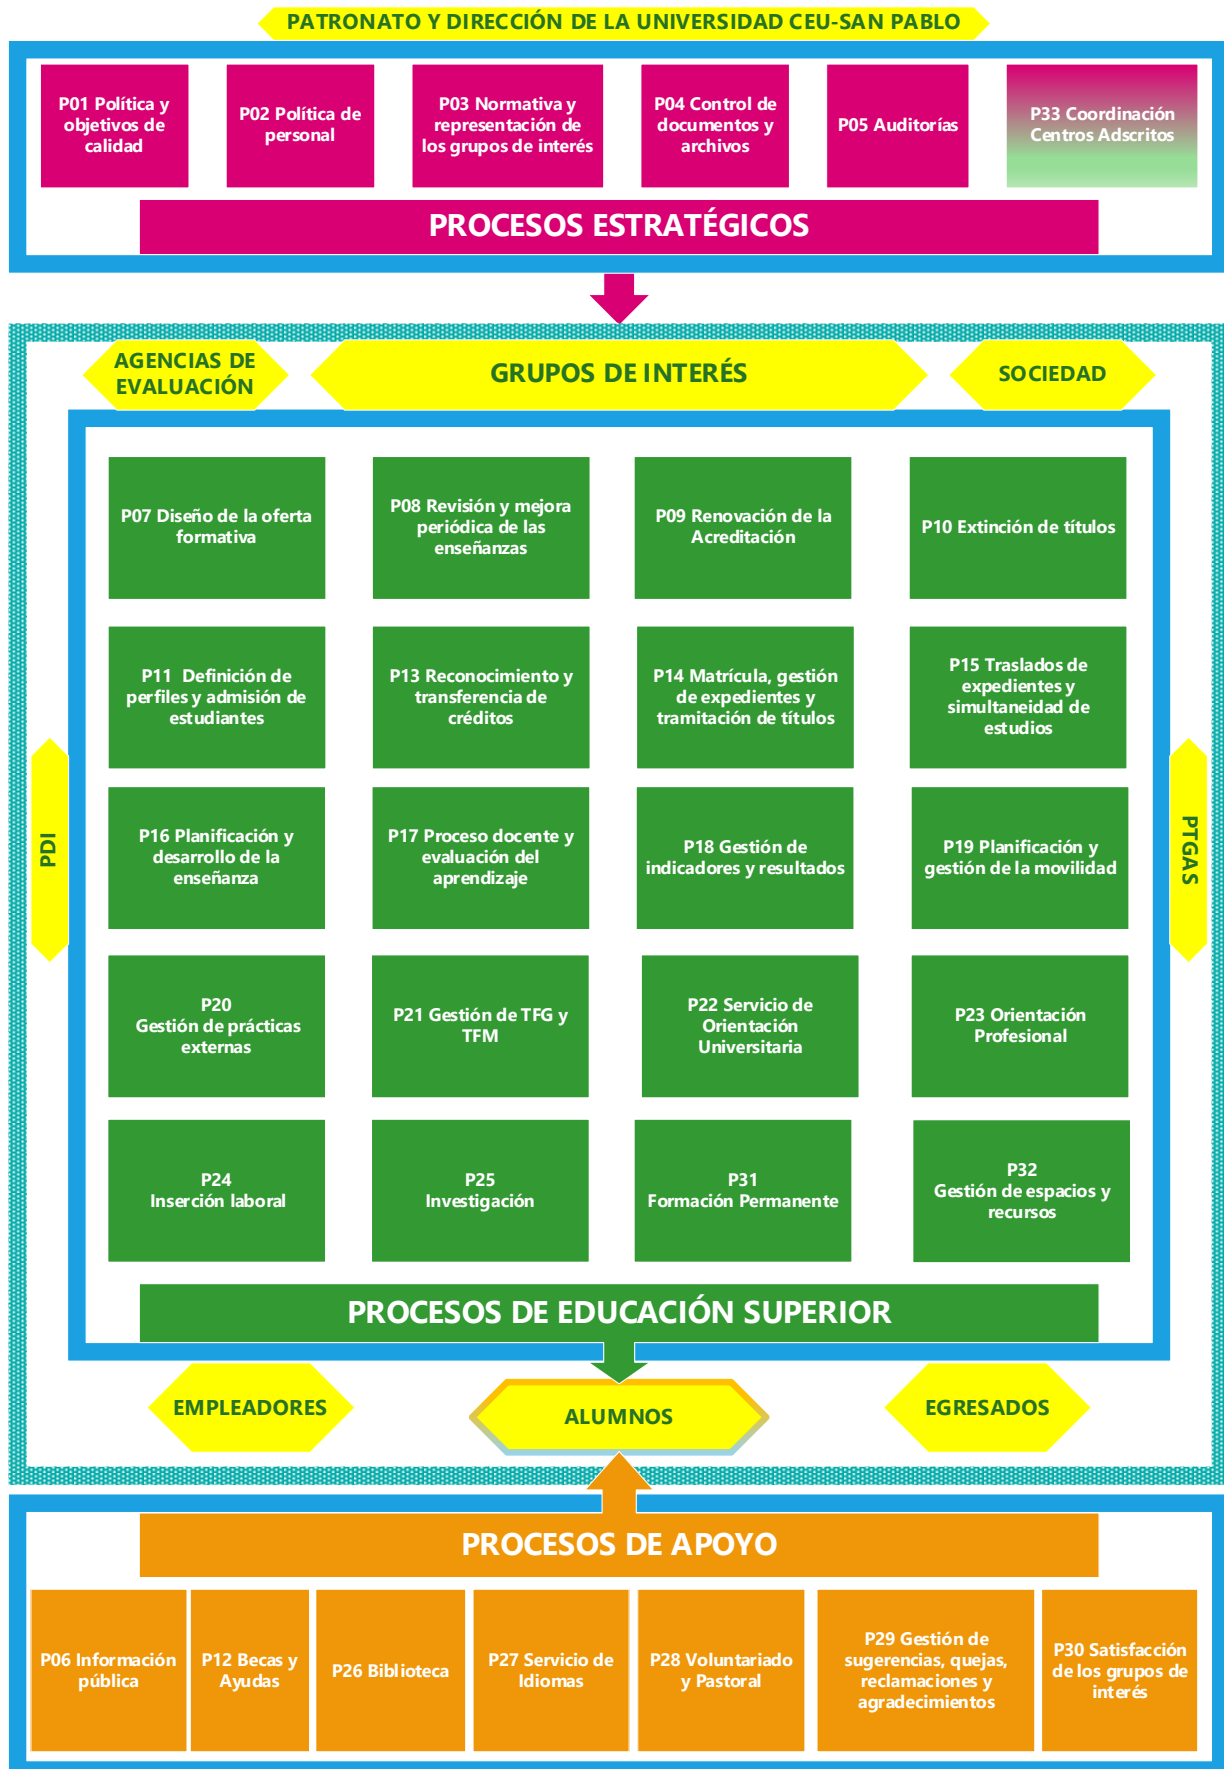 PATRONATO Y DIRECCIÓN DE LA UNIVERSIDAD CEU-SAN PABLO
P01 Política y
objetivos de
calidad
P02 Política de
personal
P03 Normativa y
representación de
los grupos de interés
P04 Control de
documentos y
archivos
P05 Auditorías
P33 Coordinación
Centros Adscritos
PROCESOS ESTRATÉGICOS
AGENCIAS DE
EVALUACIÓN
GRUPOS DE INTERÉS
SOCIEDAD
P07 Diseño de la oferta
formativa
P08 Revisión y mejora
periódica de las
enseñanzas
P09 Renovación de la
Acreditación
P10 Extinción de títulos
P11 Definición de
perfiles y admisión de
estudiantes
P13 Reconocimiento y
transferencia de
créditos
P14 Matrícula, gestión
de expedientes y
tramitación de títulos
P15 Traslados de
expedientes y
simultaneidad de
estudios
PDI
PTGAS
P16 Planificación y
desarrollo de la
enseñanza
P17 Proceso docente y
evaluación del
aprendizaje
P18 Gestión de
indicadores y resultados
P19 Planificación y
gestión de la movilidad
P20
Gestión de prácticas
externas
P21 Gestión de TFG y
TFM
P22 Servicio de
Orientación
Universitaria
P23 Orientación
Profesional
P24
Inserción laboral
P25
Investigación
P31
Formación Permanente
P32
Gestión de espacios y
recursos
PROCESOS DE EDUCACIÓN SUPERIOR
EMPLEADORES
ALUMNOS
EGRESADOS
PROCESOS DE APOYO
P06 Información
pública
P12 Becas y
Ayudas
P26 Biblioteca
P27 Servicio de
Idiomas
P28 Voluntariado
y Pastoral
P29 Gestión de
sugerencias, quejas,
reclamaciones y
agradecimientos
P30 Satisfacción
de los grupos de
interés